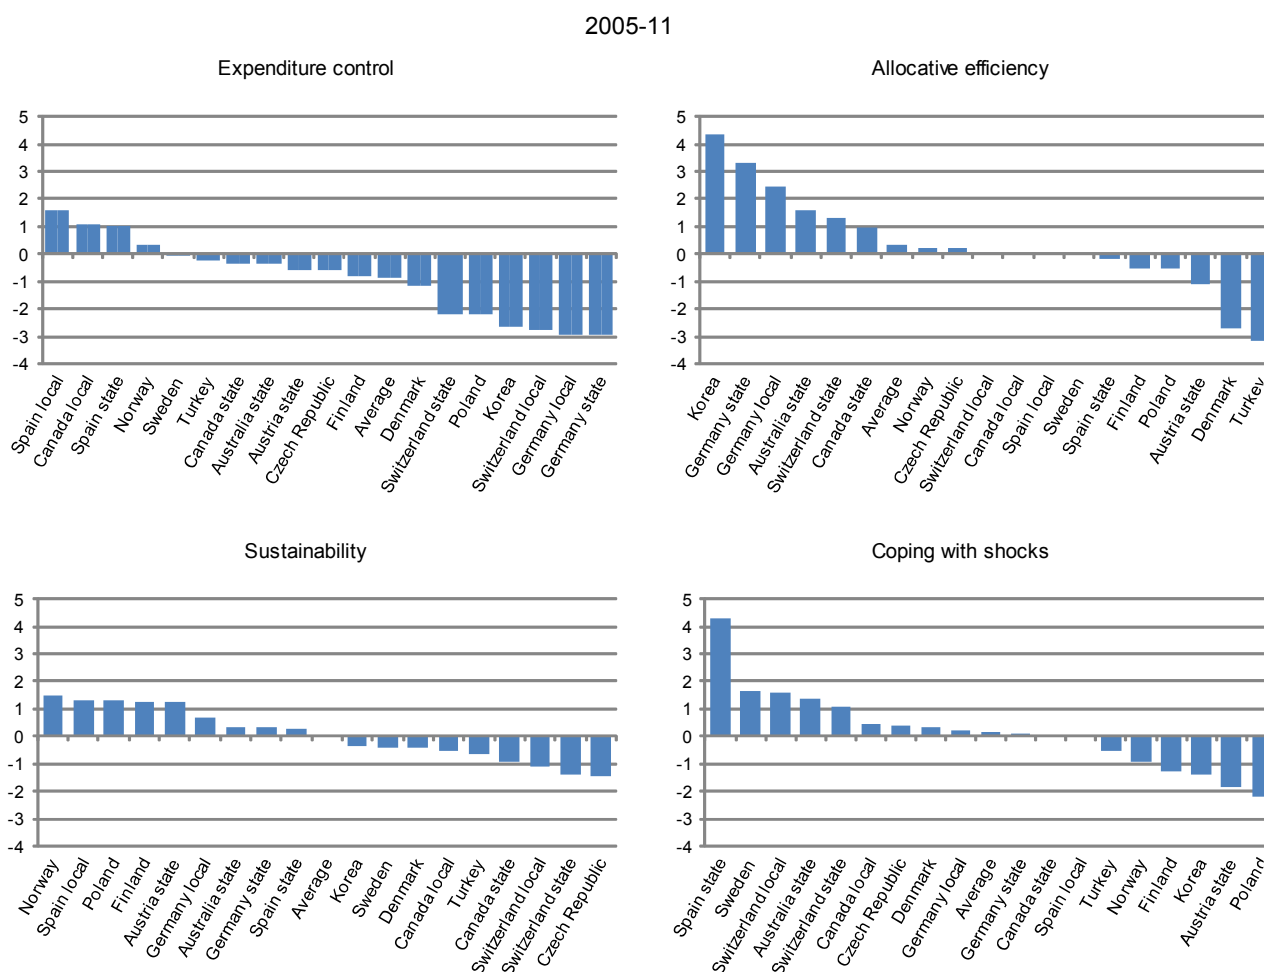 2005-11
Expenditure control
5
4
3
2
1
0
-1
-2
-3
-4
Spain local
Canada local
Spain state
Norway
Sweden
Turkey
Canada state
Australia state
Austria state
Czech Republic
Finland
Average
Denmark
Switzerland state
Poland
Korea
Switzerland local
Germany local
Germany state
Allocative efficiency
5
4
3
2
1
0
-1
-2
-3
-4
Korea
Germany state
Germany local
Australia state
Switzerland state
Canada state
Average
Norway
Czech Republic
Switzerland local
Canada local
Spain local
Sweden
Spain state
Finland
Poland
Austria state
Denmark
Turkey
Sustainability
5
4
3
2
1
0
-1
-2
-3
-4
Norway
Spain local
Poland
Finland
Austria state
Germany local
Australia state
Germany state
Spain state
Average
Korea
Sweden
Denmark
Canada local
Turkey
Canada state
Switzerland local
Switzerland state
Czech Republic
Coping with shocks
5
4
3
2
1
0
-1
-2
-3
-4
Spain state
Sweden
Switzerland local
Australia state
Switzerland state
Canada local
Czech Republic
Denmark
Germany local
Average
Germany state
Canada state
Spain local
Turkey
Norway
Finland
Korea
Austria state
Poland